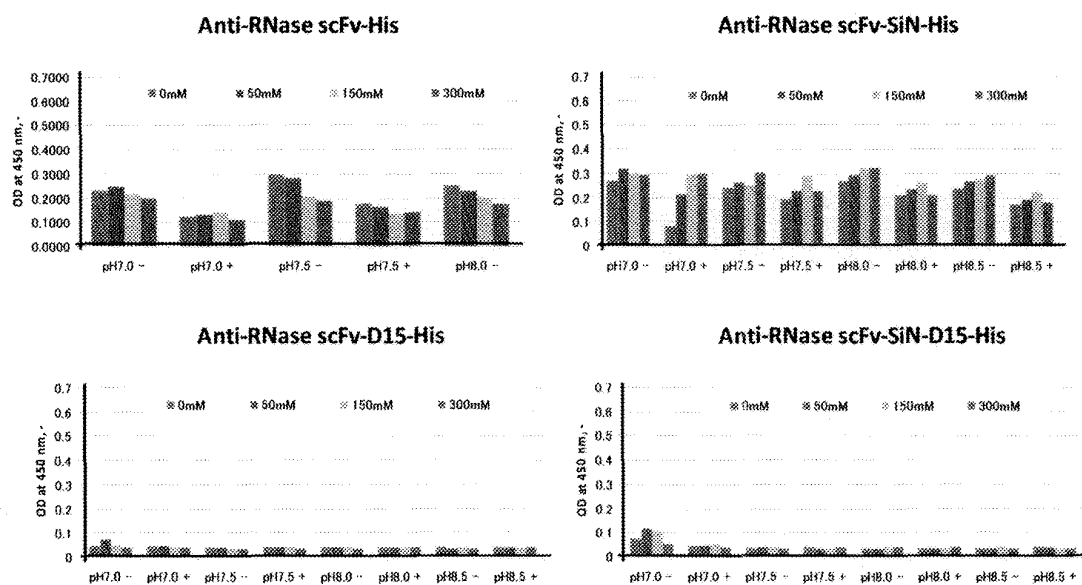 Anti-RNase scFv-His
0.7000
0.6000
0.5000
0.4000
0.3000
0.2000
0.1000
0.0000
OD at 450 nm,-
0mM 50mM 150mM 300mM
pH7.0 - pH7.0 + pH7.5 - pH7.5 + pH8.0 -
Anti-RNase scFv-SiN-His
0.7
0.6
0.5
0.4
0.3
0.2
0.1
0
OD at 450 nm,-
0mM 50mM 150mM 300mM
pH7.0 - pH7.0 + pH7.5 - pH7.5 + pH8.0 - pH8.0 + pH8.5 - pH8.5 +
Anti-RNase scFv-D15-His
0.7
0.6
0.5
0.4
0.3
0.2
0.1
0
OD at 450 nm,-
0mM 50mM 150mM 300mM
pH7.0 - pH7.0 + pH7.5 - pH7.5 + pH8.0 - pH8.0 + pH8.5 - pH8.5 +
Anti-RNase scFv-SiN-D15-His
0.7
0.6
0.5
0.4
0.3
0.2
0.1
0
OD at 450 nm,-
0mM 50mM 150mM 300mM
pH7.0 - pH7.0 + pH7.5 - pH7.5 + pH8.0 - pH8.0 + pH8.5 - pH8.5 +